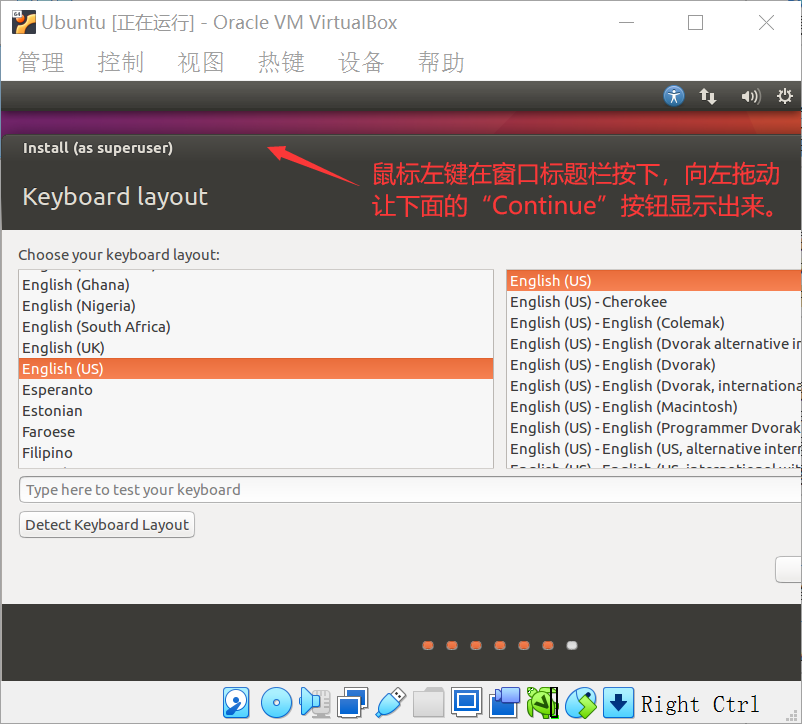 Ubuntu [正在运行] - Oracle VM VirtualBox
管理 控制 视图 热键 设备 帮助
Install (as superuser)
Keyboard layout
鼠标左键在窗口标题栏按下，向左拖动
让下面的“Continue”按钮显示出来。
Choose your keyboard layout:
English (Ghana)
English (Nigeria)
English (South Africa)
English (UK)
English (US)
Esperanto
Estonian
Faroese
Filipino
English (US)
English (US) - Cherokee
English (US) - English (Colemak)
English (US) - English (Dvorak alternative in
English (US) - English (Dvorak)
English (US) - English (Dvorak, internationa
English (US) - English (Macintosh)
English (US) - English (Programmer Dvorak
English (US) - English (US, alternative intern
Type here to test your keyboard
Detect Keyboard Layout
Right Ctrl